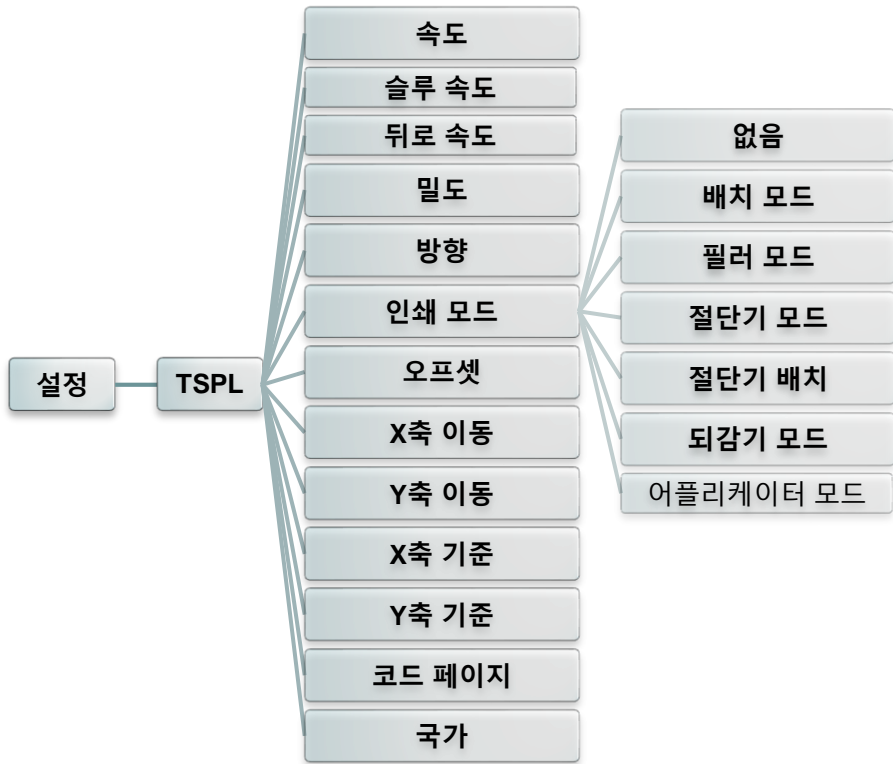 설정
TSPL
속도
슬루 속도
뒤로 속도
밀도
방향
인쇄 모드
오프셋
X축 이동
Y축 이동
X축 기준
Y축 기준
코드 페이지
국가
없음
배치 모드
필러 모드
절단기 모드
절단기 배치
되감기 모드
어플리케이터 모드